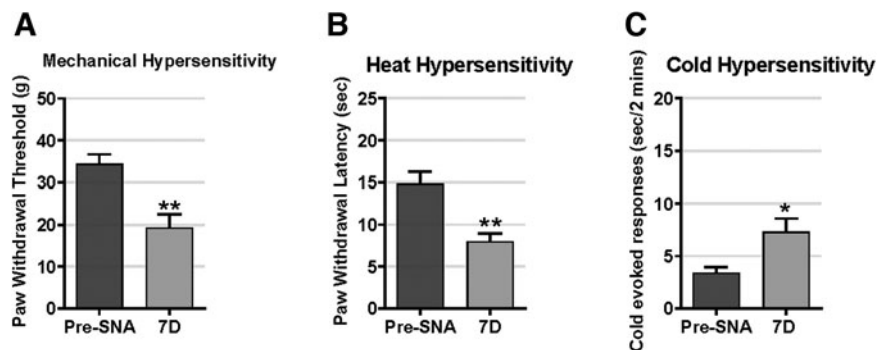 A
Mechanical Hypersensitivity
Paw Withdrawal Threshold (g)
50
40
30
20
10
0
**
Pre-SNA 7D
B
Heat Hypersensitivity
Paw Withdrawal Latency (sec)
25
20
15
10
5
0
**
Pre-SNA 7D
C
Cold Hypersensitivity
Cold evoked responses (sec/2 mins)
20
15
10
5
0
*
Pre-SNA 7D